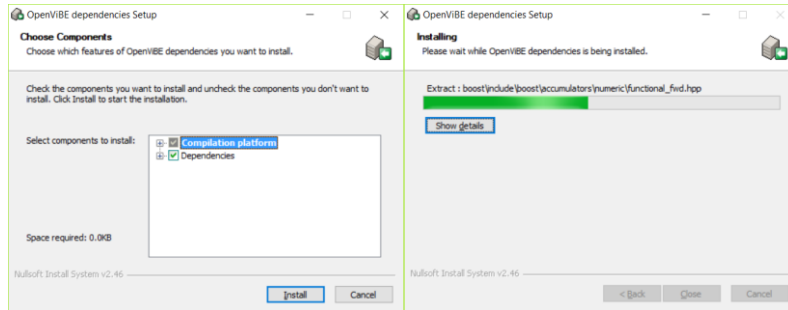 OpenViBE dependencies Setup
Choose Components
Choose which features of OpenViBE dependencies you want to install.
Check the components you want to install and uncheck the components you don't want to
install. Click Install to start the installation.
Select components to install:
Compilation platform
Dependencies
Space required: 0.0KB
Nullsoft Install System v2.46
Install
Cancel
OpenViBE dependencies Setup
Installing
Please wait while OpenViBE dependencies is being installed.
Extract : boost\include\boost\accumulators\numeric\functional_fwd.hpp
Show details
Nullsoft Install System v2.46
< Back
Close
Cancel